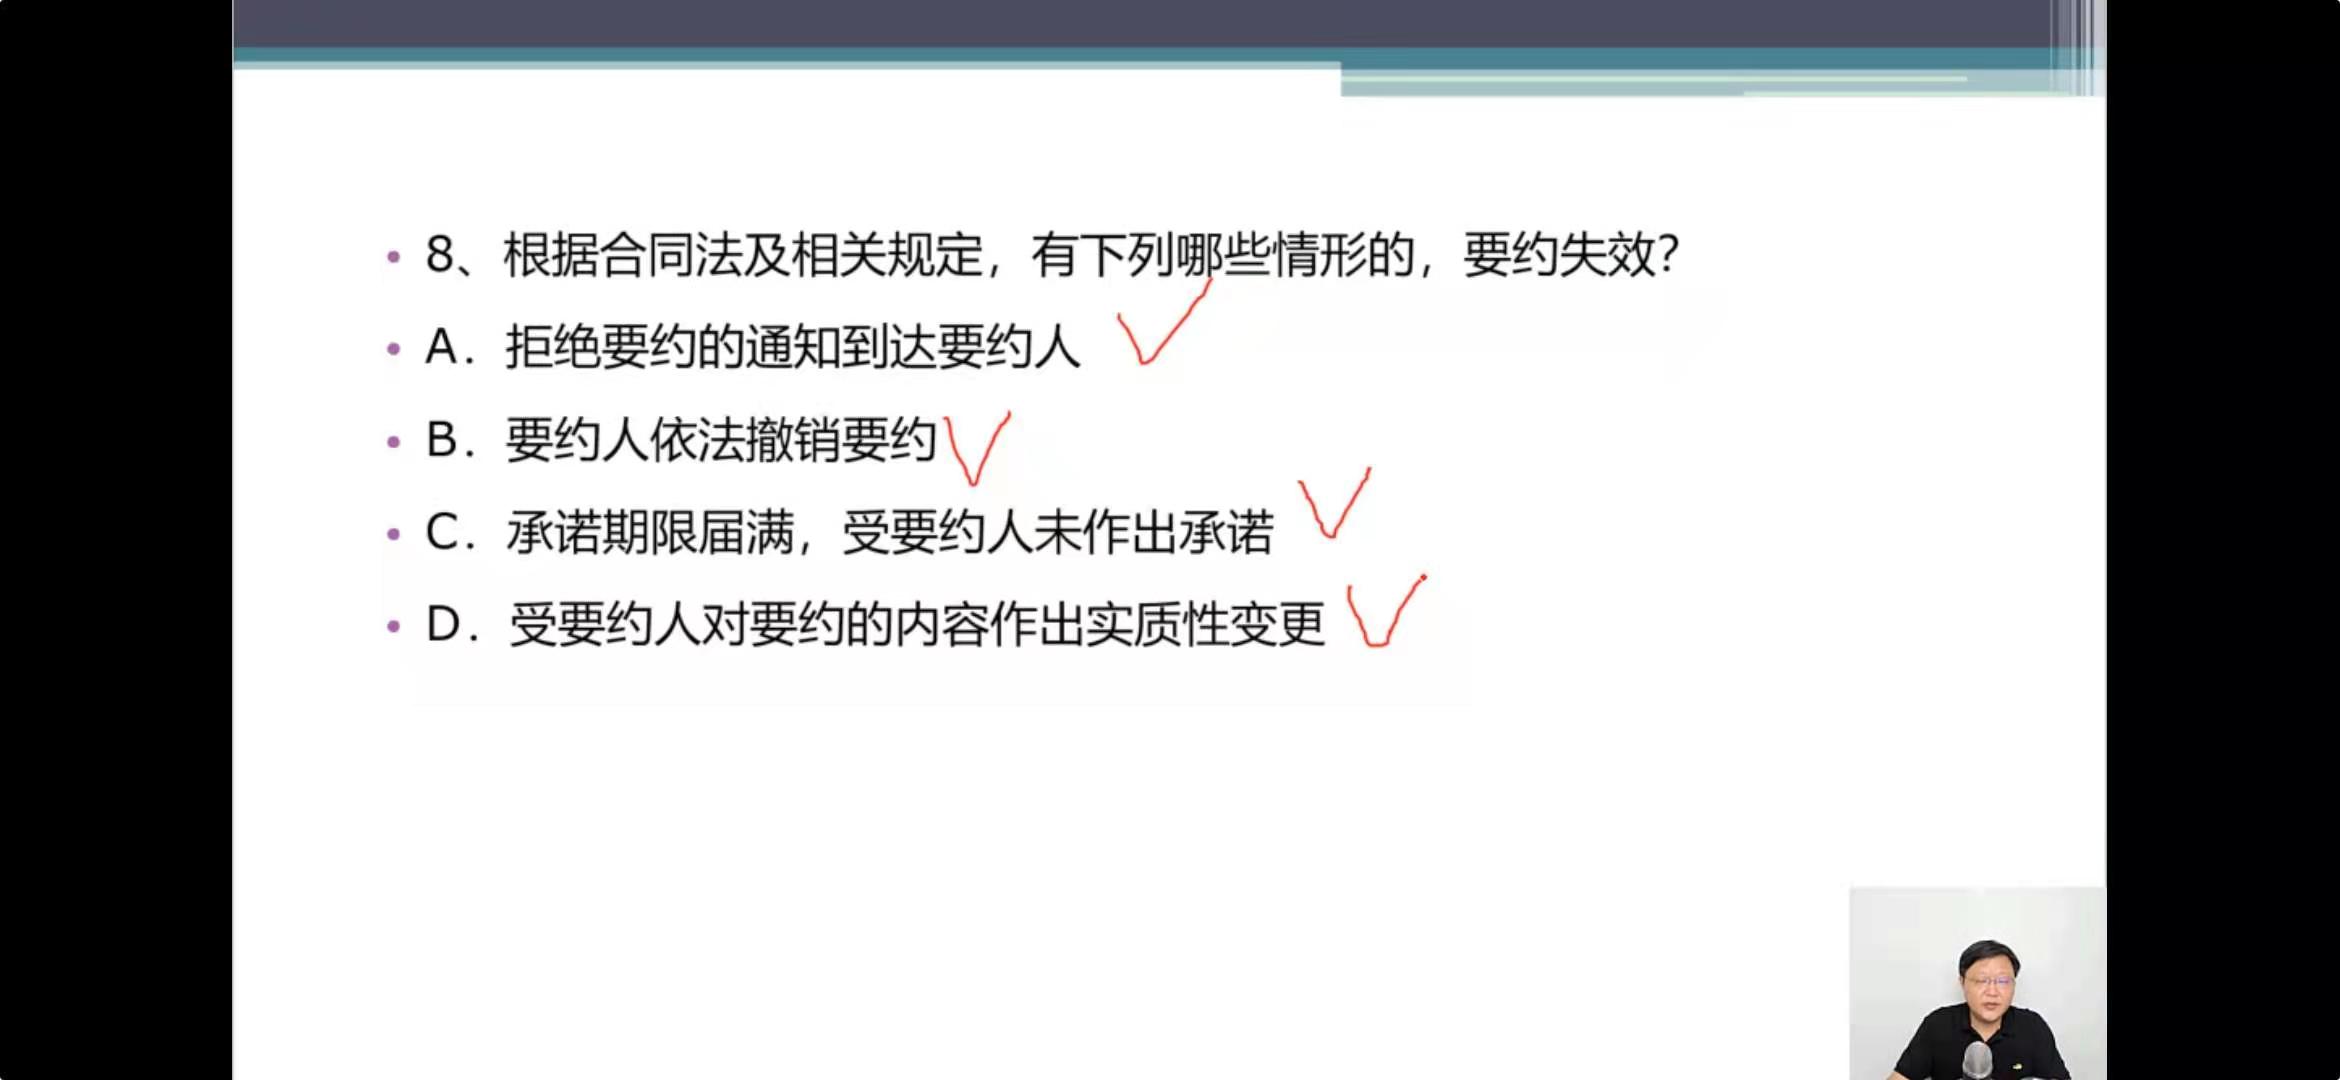 8、根据合同法及相关规定，有下列哪些情形的，要约失效？
A．拒绝要约的通知到达要约人
B．要约人依法撤销要约
C．承诺期限届满，受要约人未作出承诺
D．受要约人对要约的内容作出实质性变更